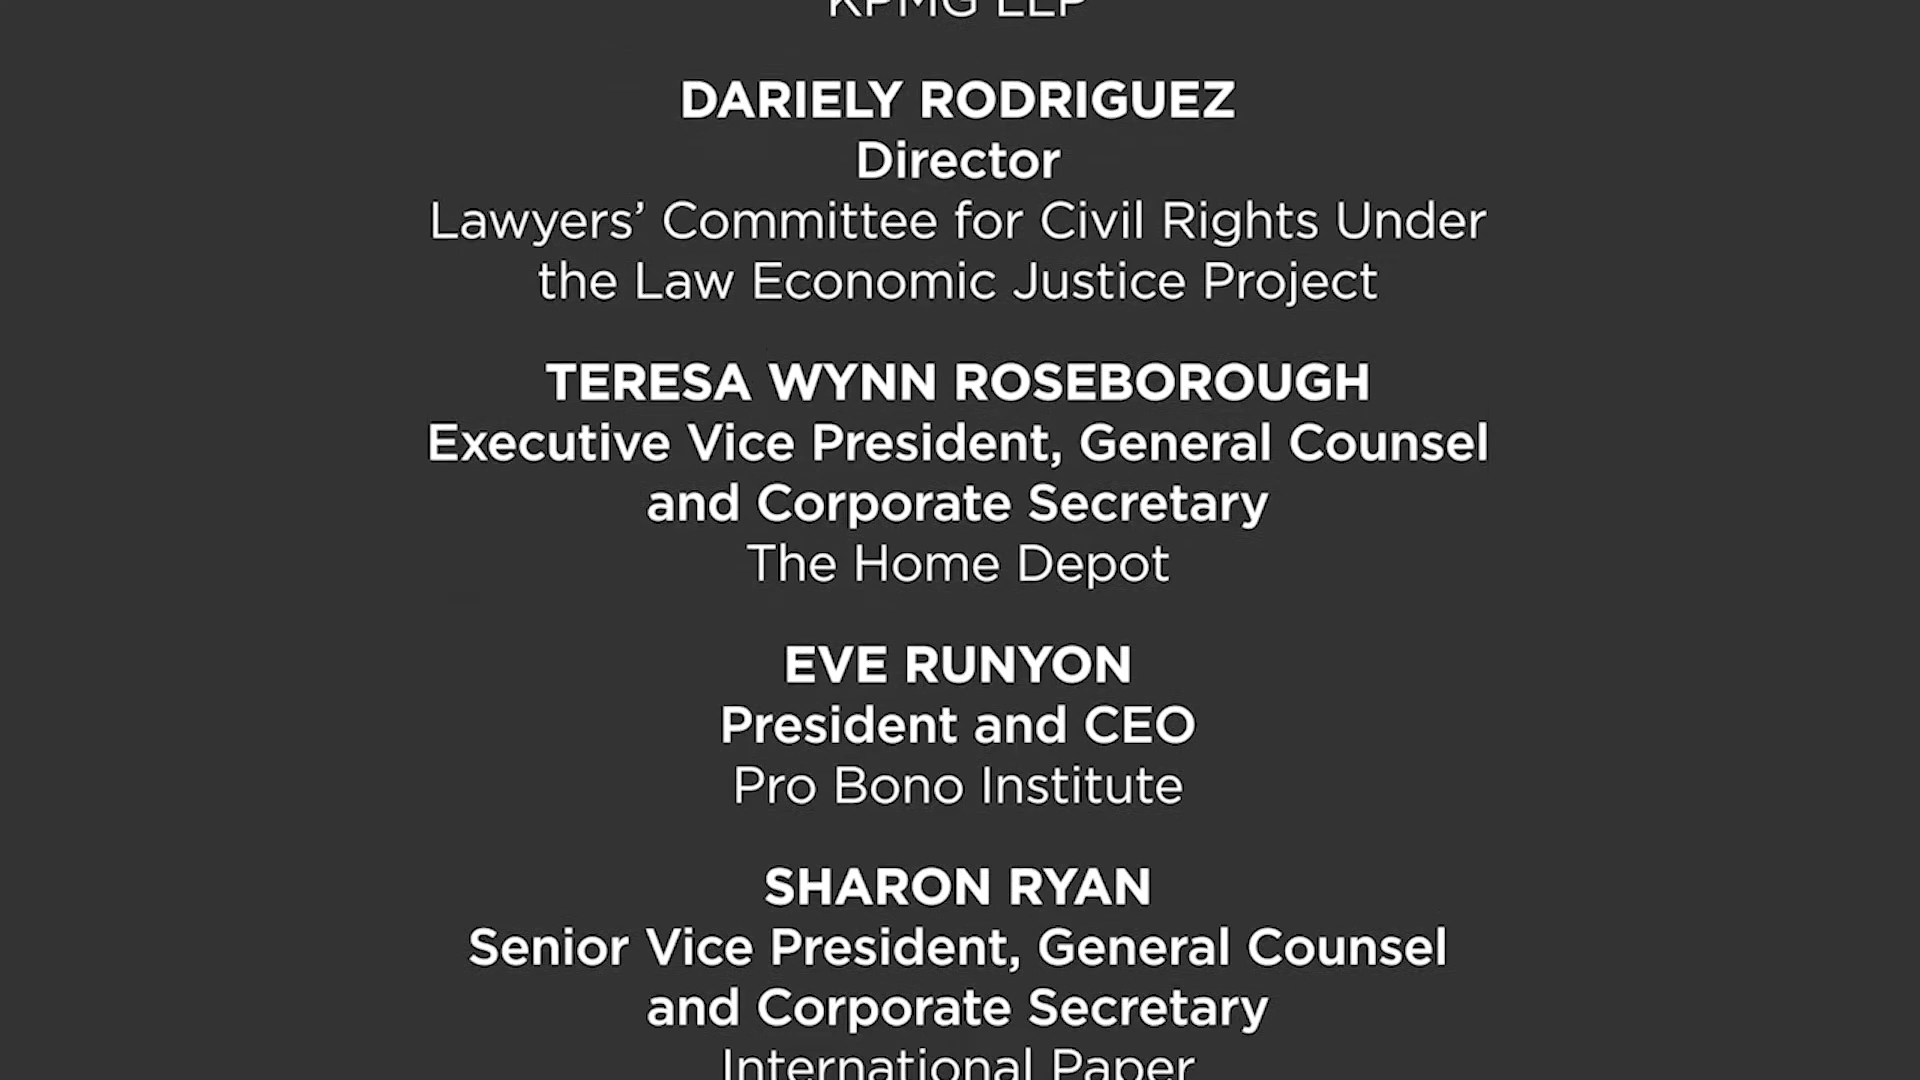 KPMG LLP
DARIELY RODRIGUEZ
Director
Lawyers’ Committee for Civil Rights Under
the Law Economic Justice Project
TERESA WYNN ROSEBOROUGH
Executive Vice President, General Counsel
and Corporate Secretary
The Home Depot
EVE RUNYON
President and CEO
Pro Bono Institute
SHARON RYAN
Senior Vice President, General Counsel
and Corporate Secretary
International Paper